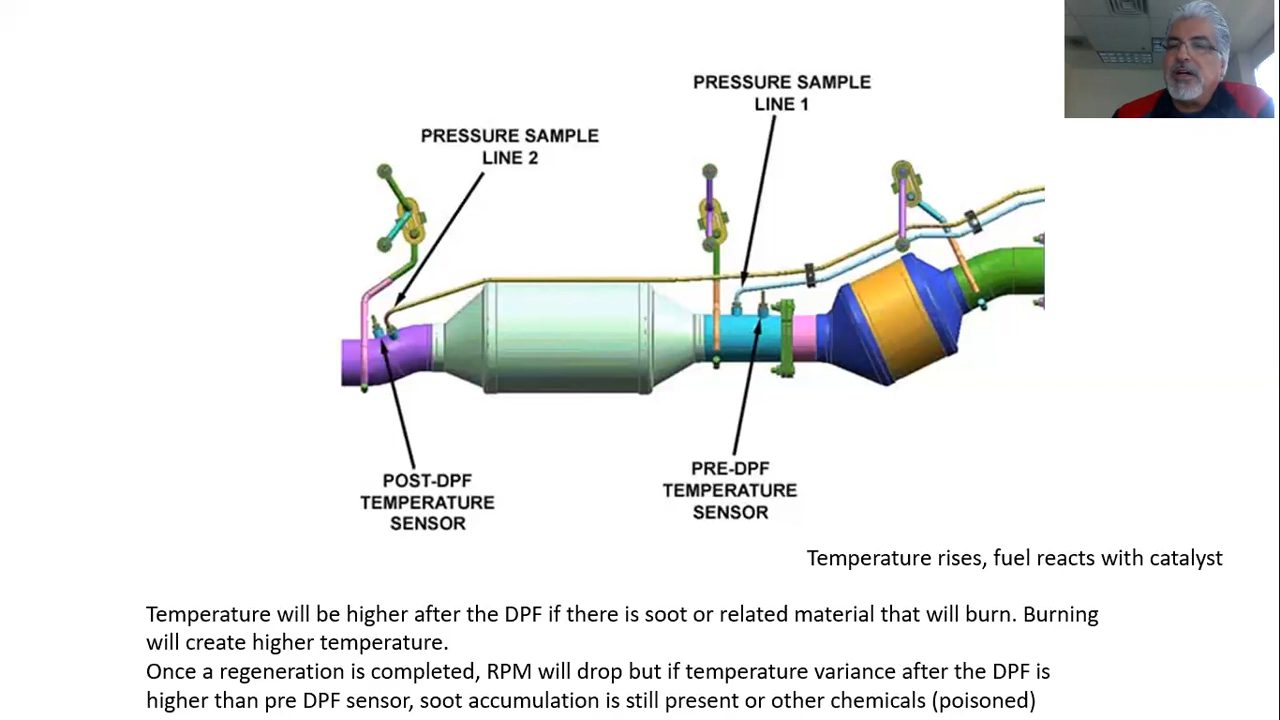 PRESSURE SAMPLE
LINE 1
PRESSURE SAMPLE
LINE 2
POST-DPF
TEMPERATURE
SENSOR
PRE-DPF
TEMPERATURE
SENSOR
Temperature rises, fuel reacts with catalyst
Temperature will be higher after the DPF if there is soot or related material that will burn. Burning
will create higher temperature.
Once a regeneration is completed, RPM will drop but if temperature variance after the DPF is
higher than pre DPF sensor, soot accumulation is still present or other chemicals (poisoned)